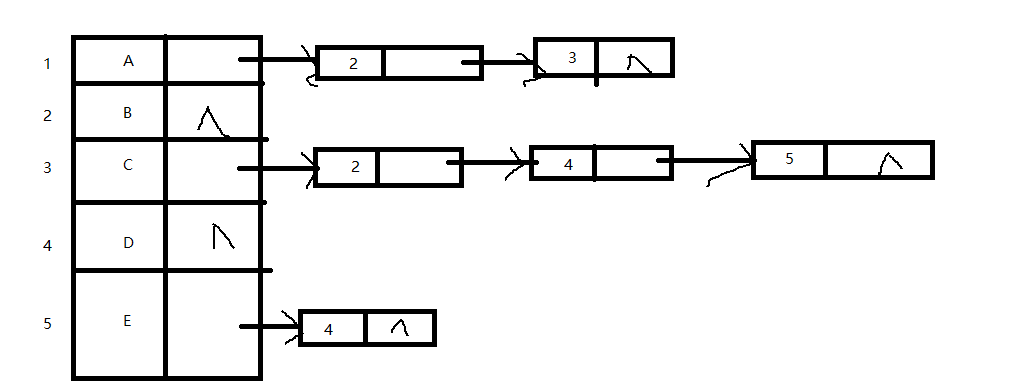 1 A 2 3 ∧
2 B ∧
3 C 2 4 5 ∧
4 D ∧
5 E 4 ∧